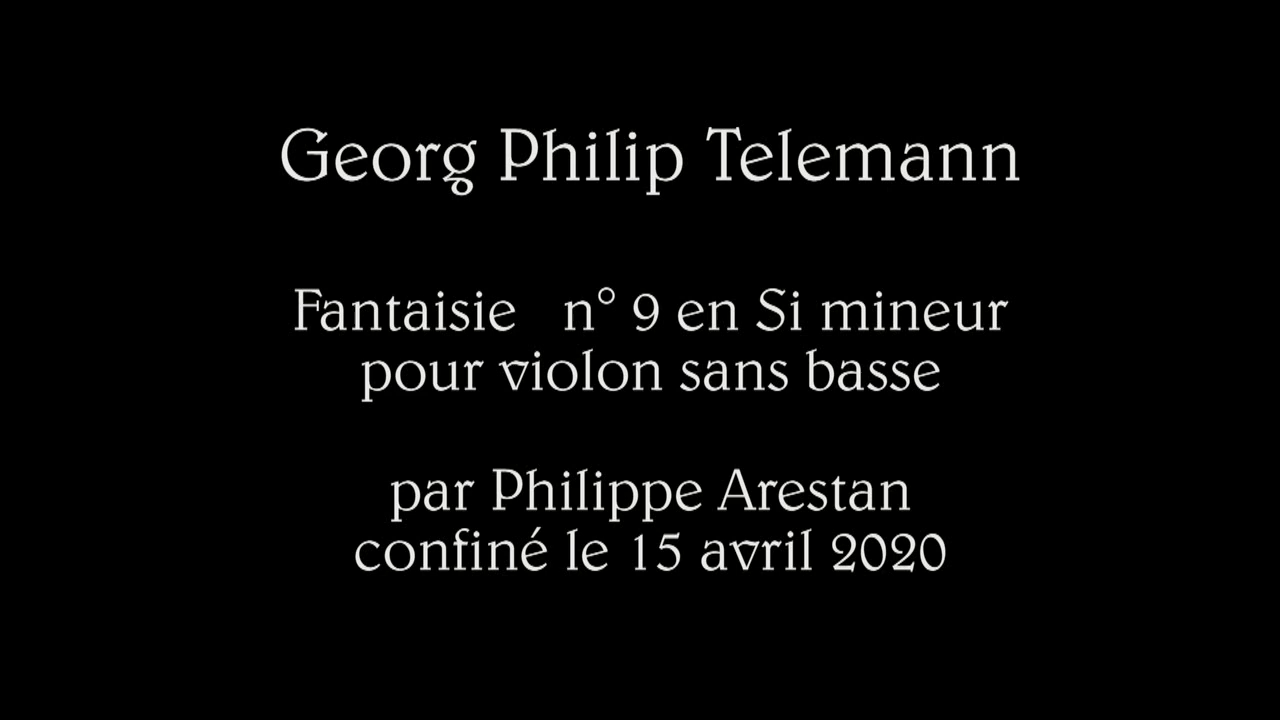 Georg Philip Telemann
Fantaisie n° 9 en Si mineur
pour violon sans basse
par Philippe Arestan
confiné le 15 avril 2020